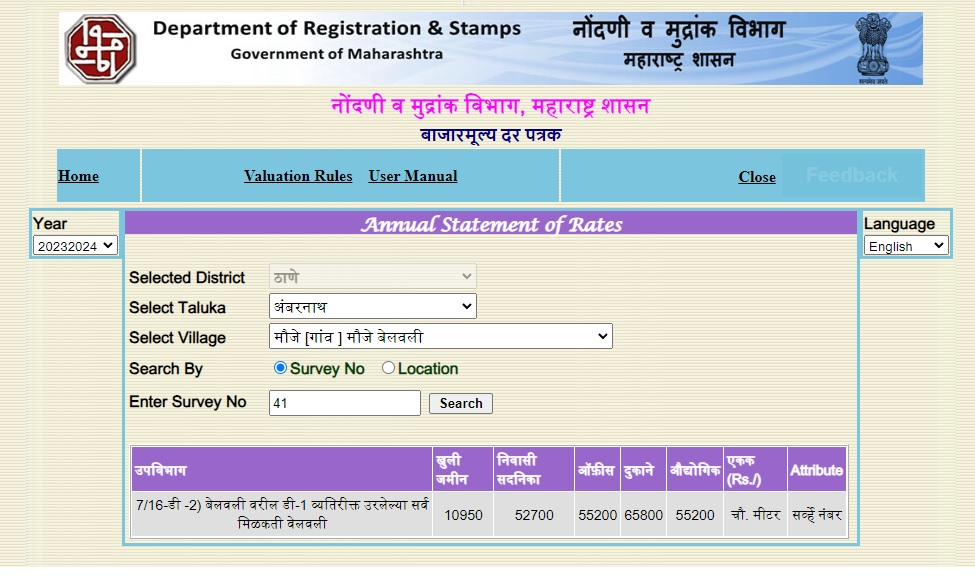 Department of Registration & Stamps
Government of Maharashtra
नोंदणी व मुद्रांक विभाग
महाराष्ट्र शासन
नोंदणी व मुद्रांक विभाग, महाराष्ट्र शासन
बाजारमूल्य दर पत्रक
Home Valuation Rules User Manual Close Feedback
Year Annual Statement of Rates Language
20232024 English
Selected District ठाणे
Select Taluka अंबरनाथ
Select Village मौजे [गांव ] मौजे बेलवली
Search By Survey No Location
Enter Survey No 41 Search
उपविभाग खुली जमीन निवासी सदनिका ऑफ़ीस दुकाने औद्योगिक एकक (Rs./) Attribute
7/16-डी -2) बेलवली वरील डी-1 व्यतिरीक्त उरलेल्या सर्व
मिळकती बेलवली 10950 52700 55200 65800 55200 चौ. मीटर सर्व्हे नंबर